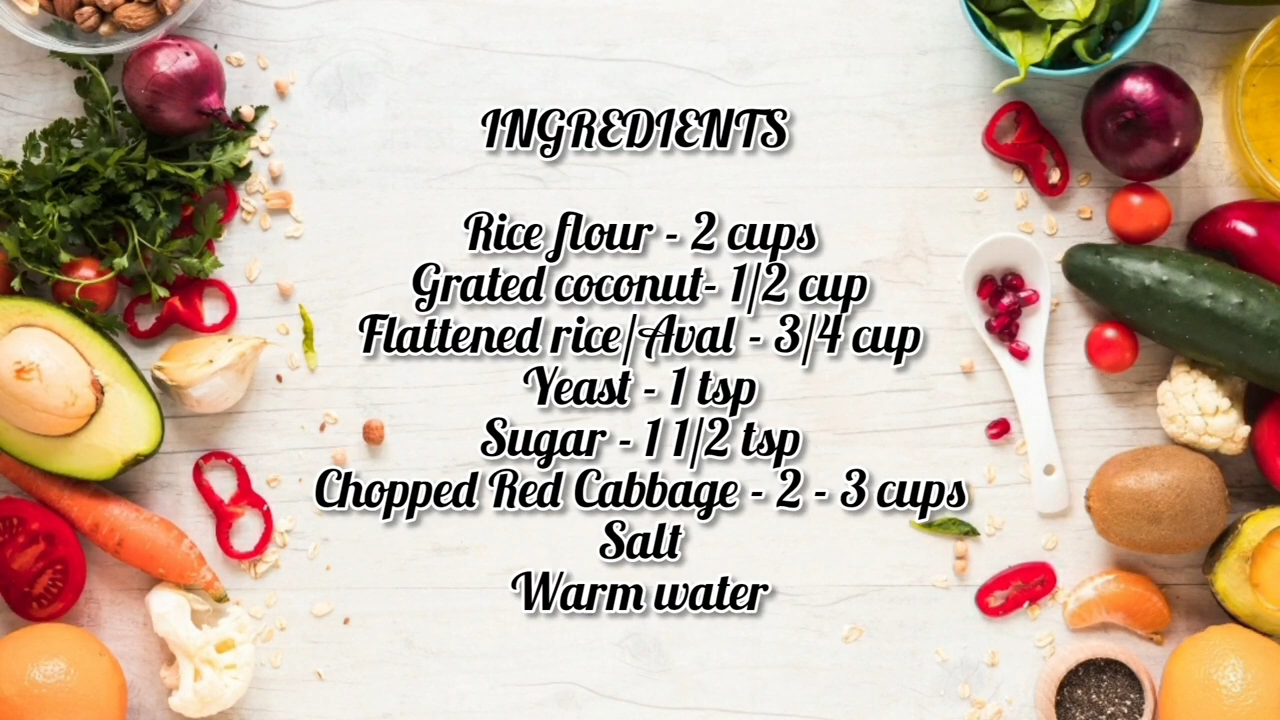 INGREDIENTS
Rice flour - 2 cups
Grated coconut- 1/2 cup
Flattened rice/Aval - 3/4 cup
Yeast - 1 tsp
Sugar - 1 1/2 tsp
Chopped Red Cabbage - 2 - 3 cups
Salt
Warm water